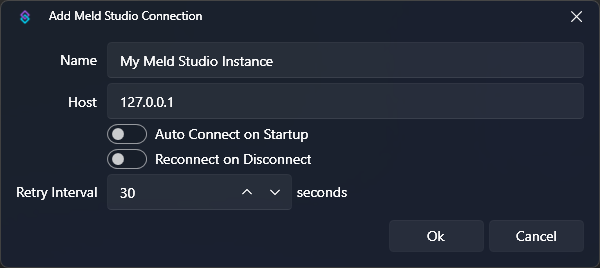 Add Meld Studio Connection
Name My Meld Studio Instance
Host 127.0.0.1
Auto Connect on Startup
Reconnect on Disconnect
Retry Interval 30 seconds
Ok Cancel